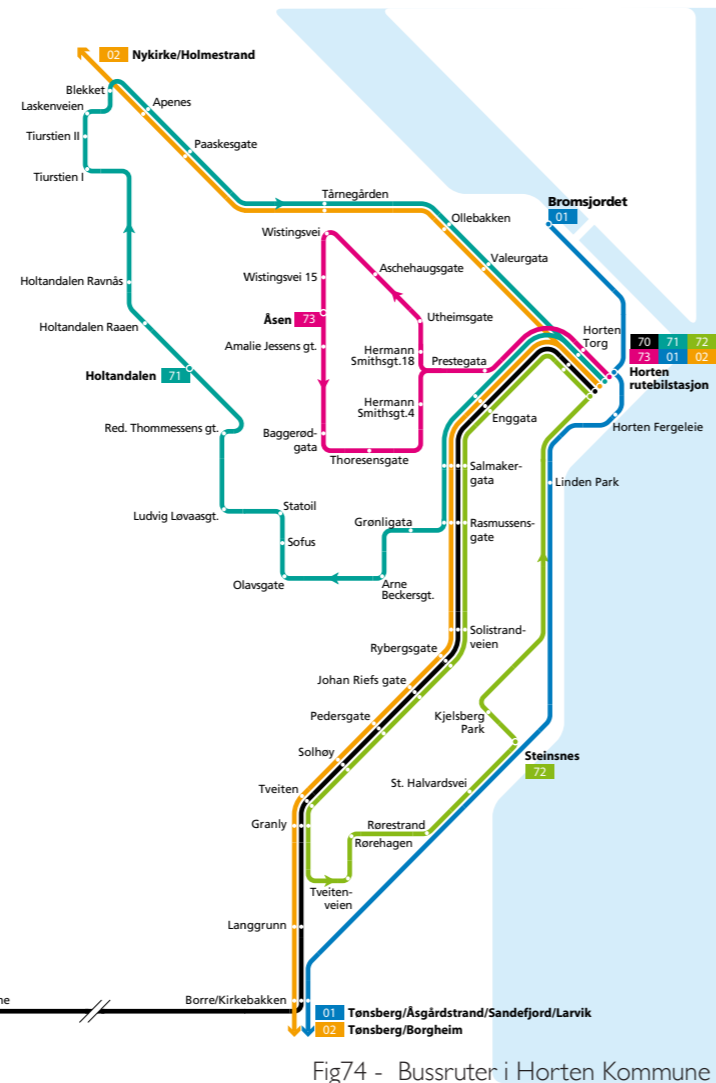 02 Nykirke/Holmestrand
Blekket
Laskenveien
Apenes
Tiurstien II
Paaskesgate
Tiurstien I
Tårnegården
Bromsjordet
01
Ollebakken
Wistingsvei
Valeurgata
Aschehaugsgate
Holtandalen Ravnås
Wistingsvei 15
Åsen 73
Utheimsgate
Holtandalen Raaen
Horten
Torg
70 71 72
73 01 02
Amalie Jessens gt.
Hermann
Smithsgt.18
Prestegata
Horten
rutebilstasjon
Holtandalen 71
Hermann
Smithsgt.4
Enggata
Horten Fergeleie
Red. Thommessens gt.
Baggerød-
gata
Thoresensgate
Salmaker-
gata
Linden Park
Statoil
Ludvig Løvaasgt.
Grønligata
Rasmussens-
gate
Sofus
Olavsgate
Arne
Beckersgt.
Solistrand-
veien
Rybergsgate
Johan Riefs gate
Pedersgate
Kjelsberg
Park
Solhøy
Steinsnes
72
Tveiten
St. Halvardsvei
Granly
Rørestrand
Rørehagen
Tveiten-
veien
Langgrunn
ne
Borre/Kirkebakken
01 Tønsberg/Åsgårdstrand/Sandefjord/Larvik
02 Tønsberg/Borgheim
Fig74 - Bussruter i Horten Kommune